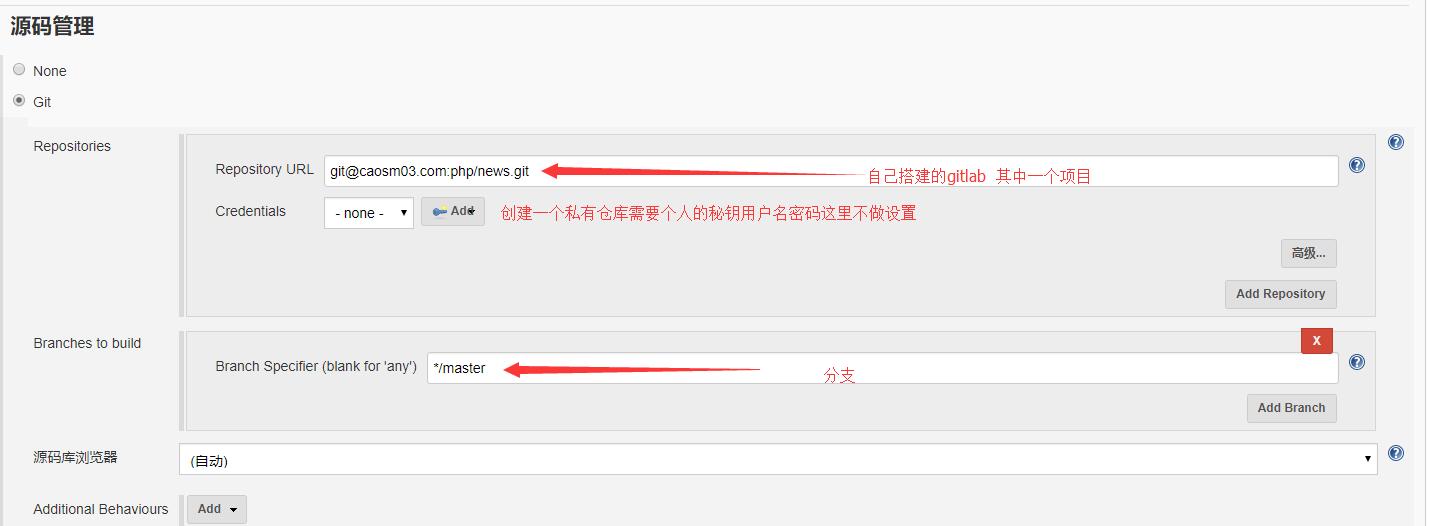 源码管理
None
Git
Repositories
Repository URL git@caosm03.com:php/news.git 自己搭建的gitlab 其中一个项目
Credentials - none - Add 创建一个私有仓库需要个人的秘钥用户名密码这里不做设置
高级...
Add Repository
Branches to build
X
Branch Specifier (blank for 'any') */master 分支
Add Branch
源码库浏览器 (自动)
Additional Behaviours Add